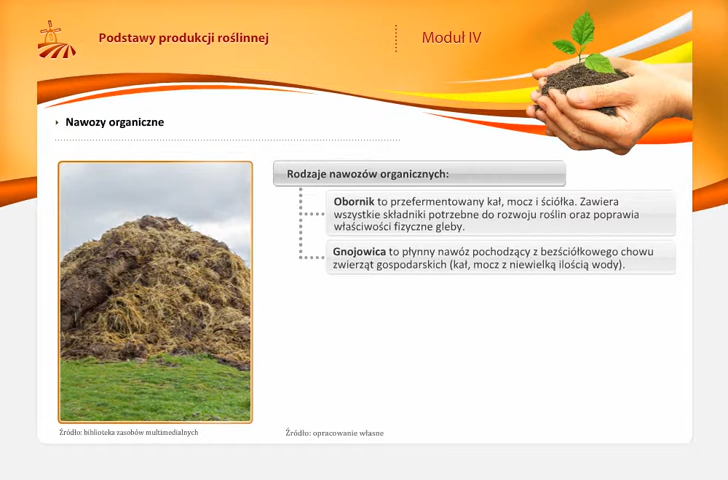 Podstawy produkcji roślinnej
Moduł IV
Nawozy organiczne
Rodzaje nawozów organicznych:
Obornik to przefermentowany kał, mocz i ściółka. Zawiera
wszystkie składniki potrzebne do rozwoju roślin oraz poprawia
właściwości fizyczne gleby.
Gnojowica to płynny nawóz pochodzący z bezściółkowego chowu
zwierząt gospodarskich (kał, mocz z niewielką ilością wody).
Źródło: biblioteka zasobów multimedialnych
Źródło: opracowanie własne